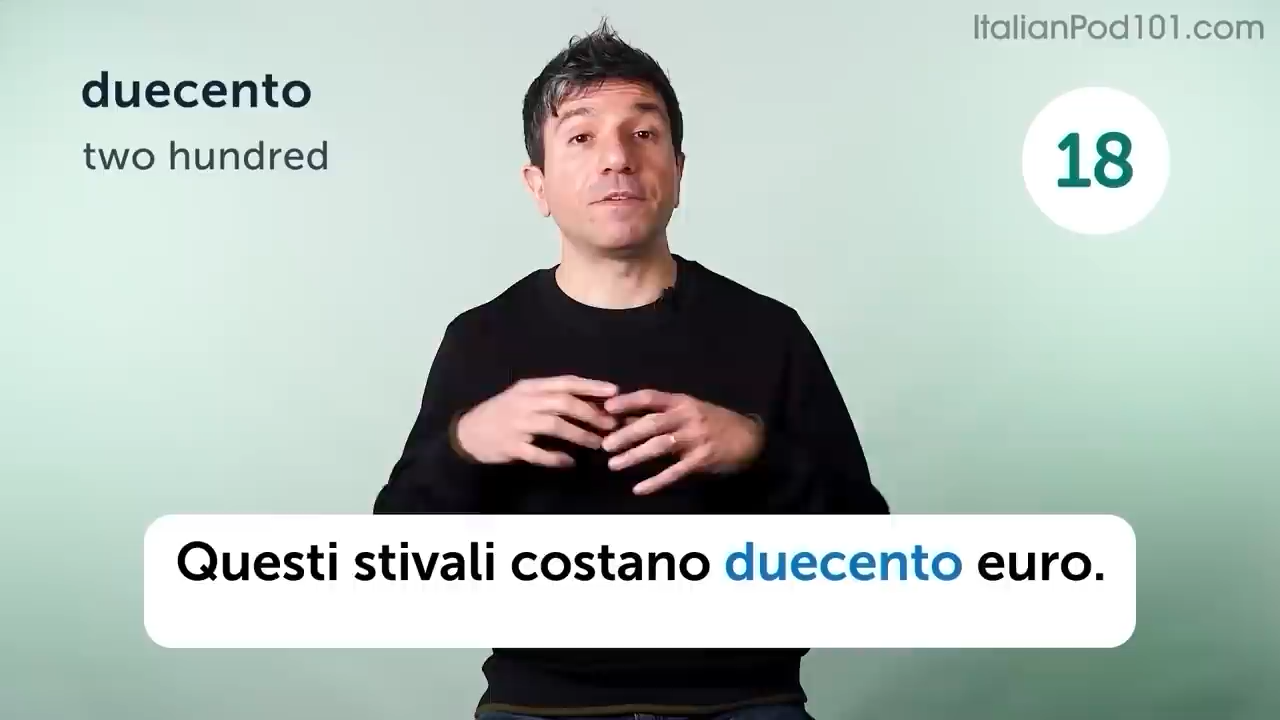 ItalianPod101.com
duecento
two hundred
18
Questi stivali costano duecento euro.